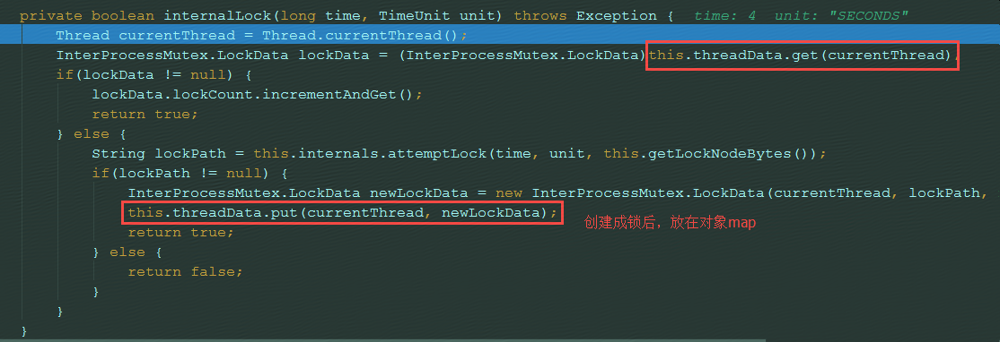 private boolean internalLock(long time, TimeUnit unit) throws Exception {  time: 4  unit: "SECONDS"
    Thread currentThread = Thread.currentThread();
    InterProcessMutex.LockData lockData = (InterProcessMutex.LockData)this.threadData.get(currentThread);
    if(lockData != null) {
        lockData.lockCount.incrementAndGet();
        return true;
    } else {
        String lockPath = this.internals.attemptLock(time, unit, this.getLockNodeBytes());
        if(lockPath != null) {
            InterProcessMutex.LockData newLockData = new InterProcessMutex.LockData(currentThread, lockPath,
            this.threadData.put(currentThread, newLockData);
            创建成锁后，放在对象map
            return true;
        } else {
            return false;
        }
    }
}